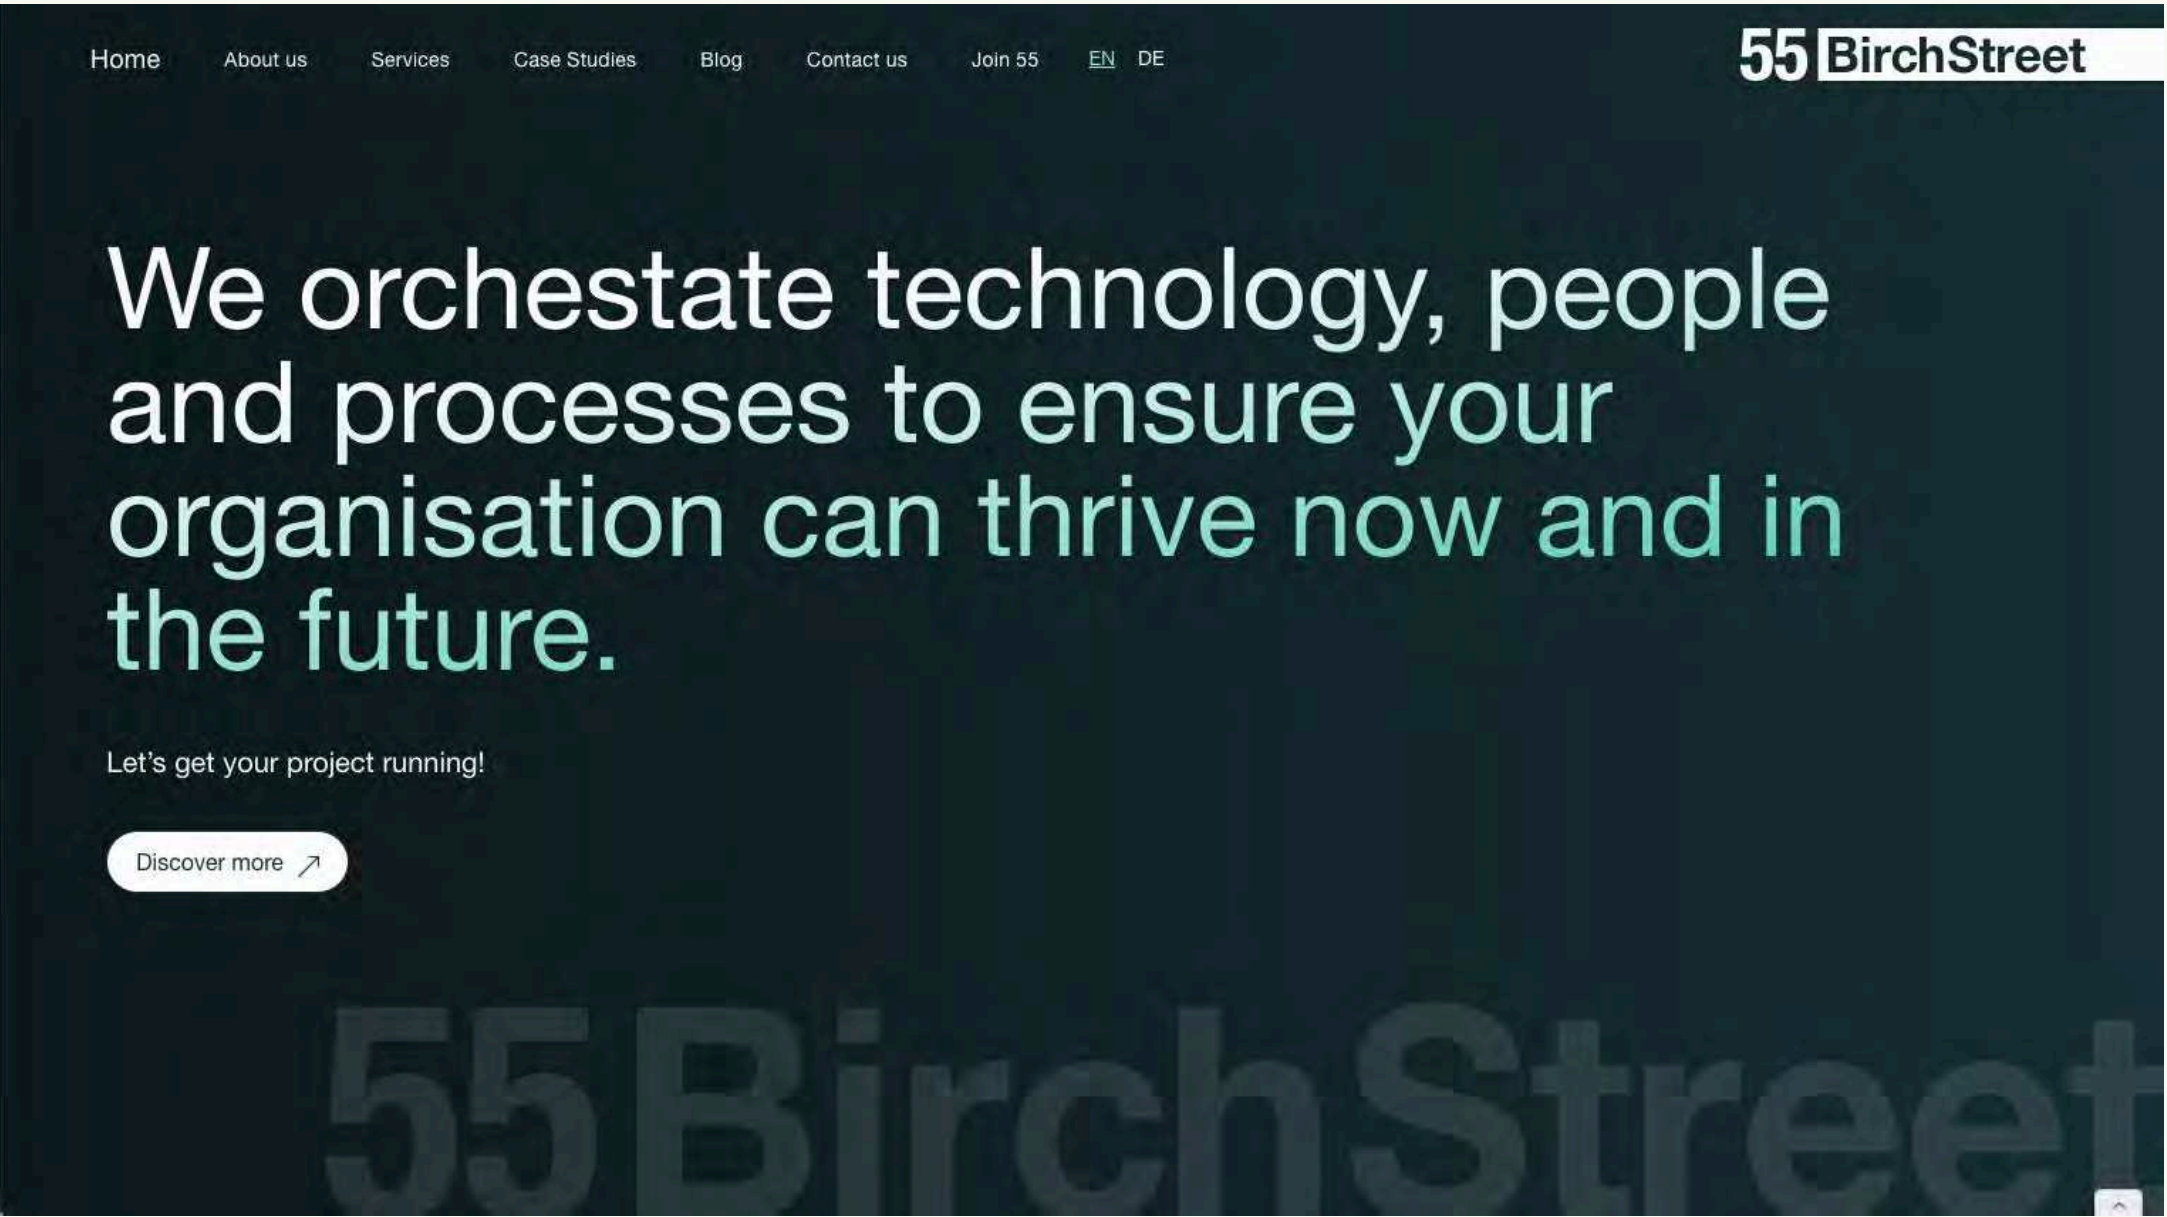 Home About us Services Case Studies Blog Contact us Join 55 EN DE
55 BirchStreet
We orchestate technology, people
and processes to ensure your
organisation can thrive now and in
the future.
Let's get your project running!
Discover more
55 BirchStreet